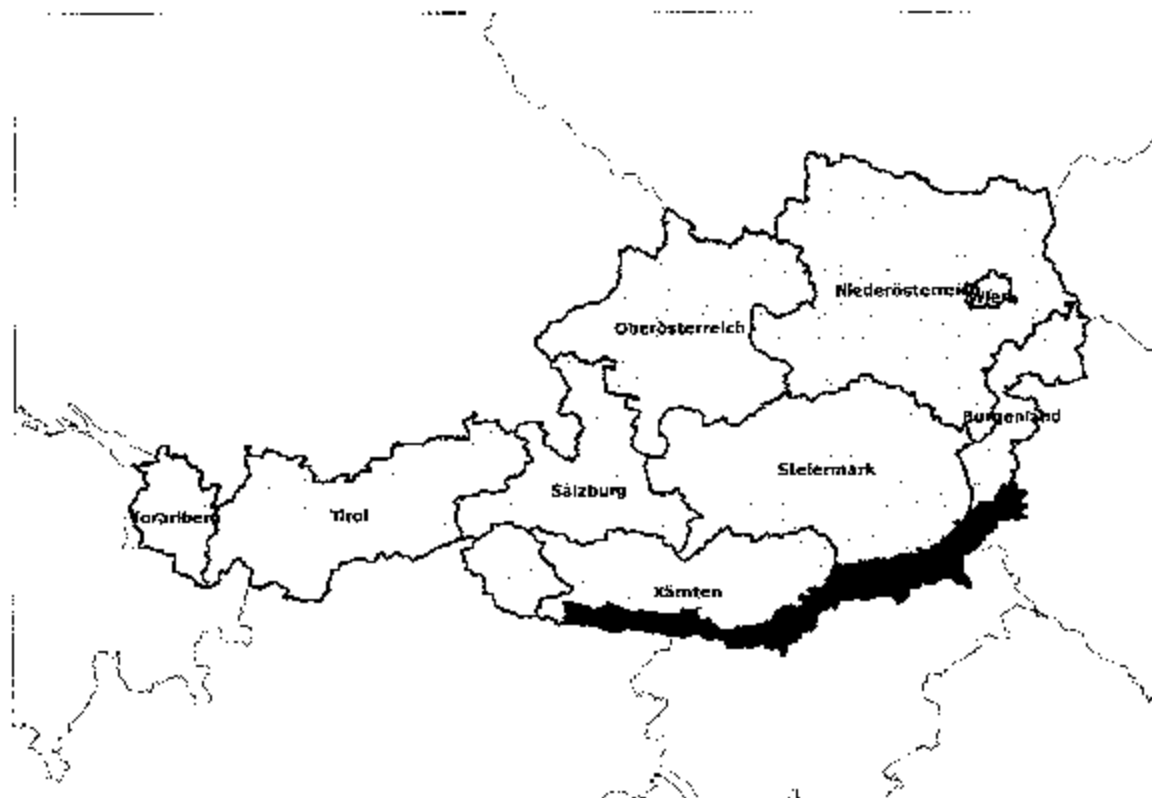 Niederösterreich
Wien
Oberösterreich
Burgenland
Steiermark
Salzburg
Vorarlberg
Tirol
Kärnten